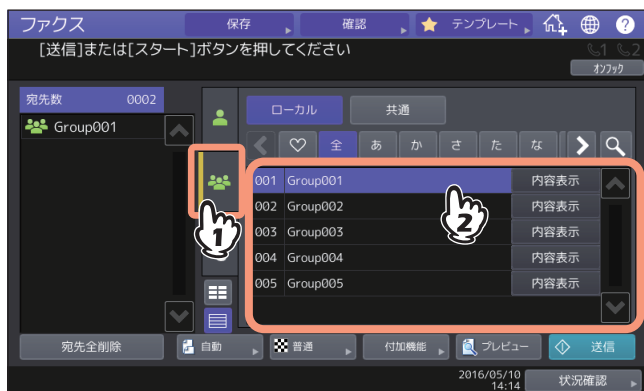 ファクス 保存 確認 テンプレート ?
[送信]または[スタート]ボタンを押してください 1 2
オンフック
宛先数 0002 ローカル 共通
Group001
全 あ か さ た な
001 Group001 内容表示
002 Group002 内容表示
003 Group003 内容表示
004 Group004 内容表示
005 Group005 内容表示
1 2
宛先全削除 自動 普通 付加機能 プレビュー 送信
2016/05/10
14:14
状況確認